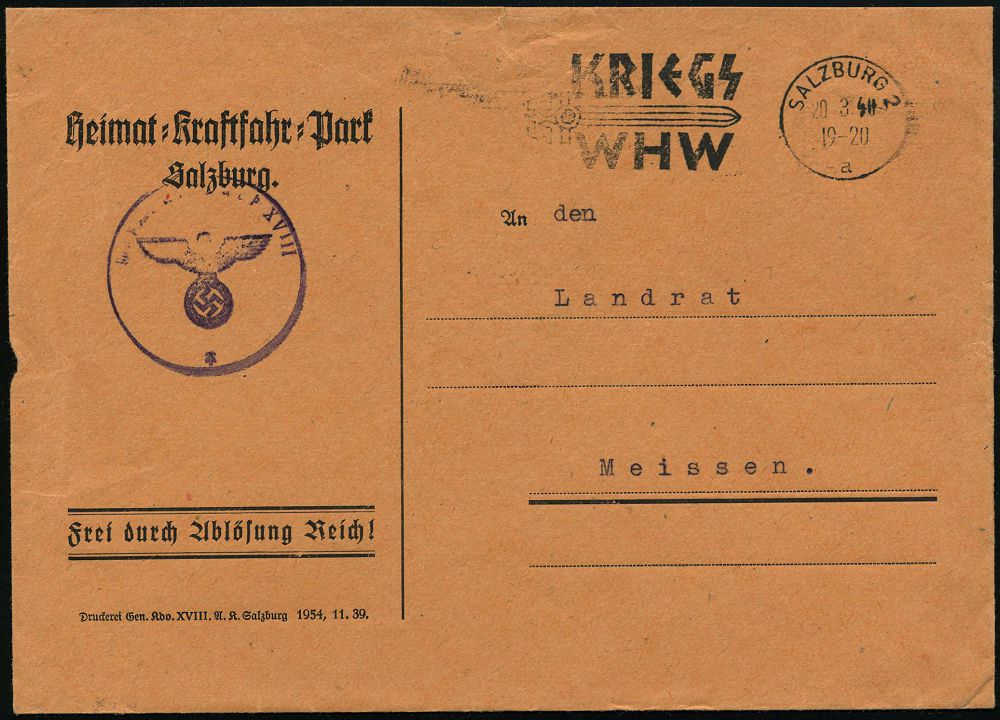 Heimat-Kraftfahr-Park
Salzburg.
XVIII
Frei durch Ablösung Reich!
Druckerei Gen. Kdo. XVIII. A. K. Salzburg 1954, 11. 39.
KRIEGS
WHW
SALZBURG 2
20 3. 40
19-20
a
An den
Landrat
Meissen.